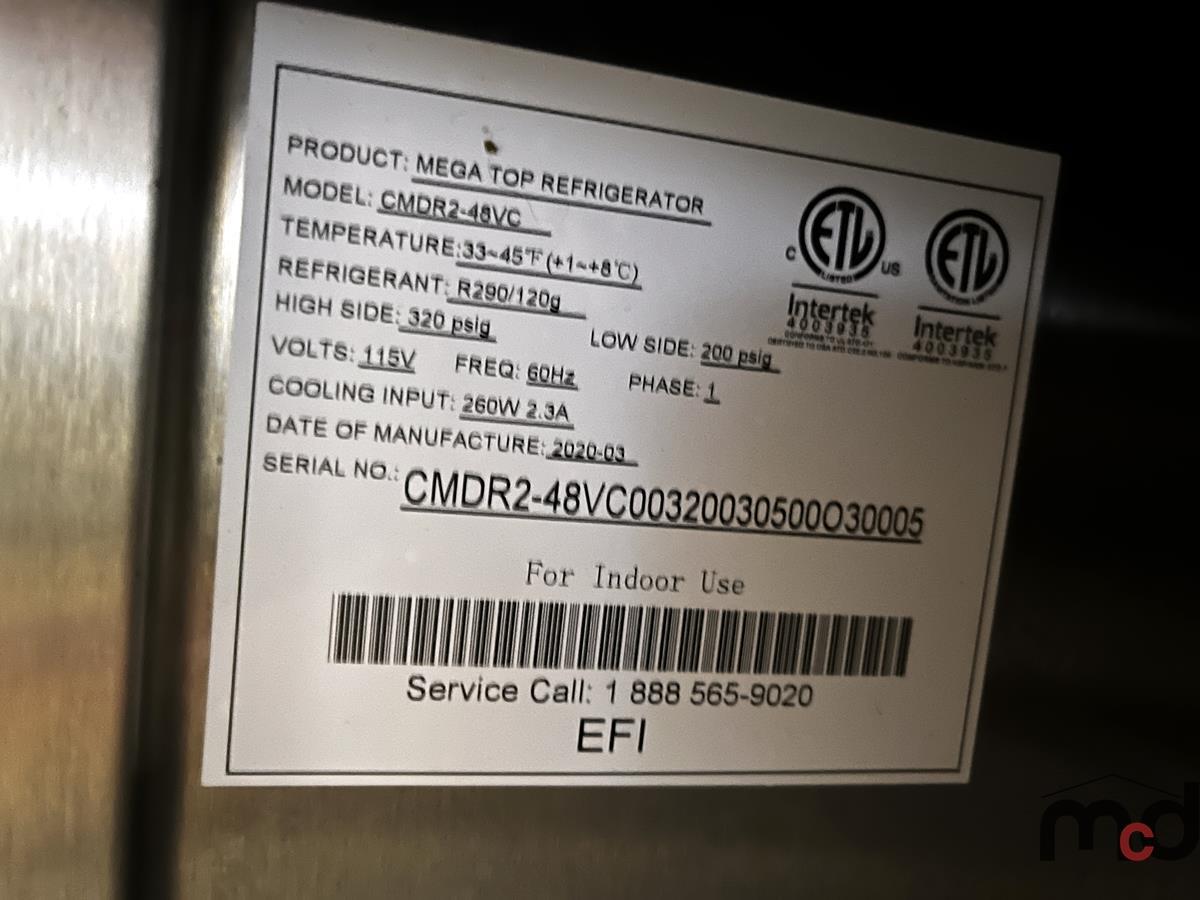 PRODUCT: MEGA TOP REFRIGERATOR
MODEL: CMDR2-48VC
TEMPERATURE: 33~45°F (+1~+8°C)
REFRIGERANT: R290/120g
HIGH SIDE: 320 psig LOW SIDE: 200 psig
VOLTS: 115V FREQ: 60Hz PHASE: 1
COOLING INPUT: 260W 2.3A
DATE OF MANUFACTURE: 2020-03
SERIAL NO.: CMDR2-48VC00320030500O30005
C ETL US
LISTED
Intertek
4003935
ETL
Intertek
4003935
For Indoor Use
Service Call: 1 888 565-9020
EFI
mcd